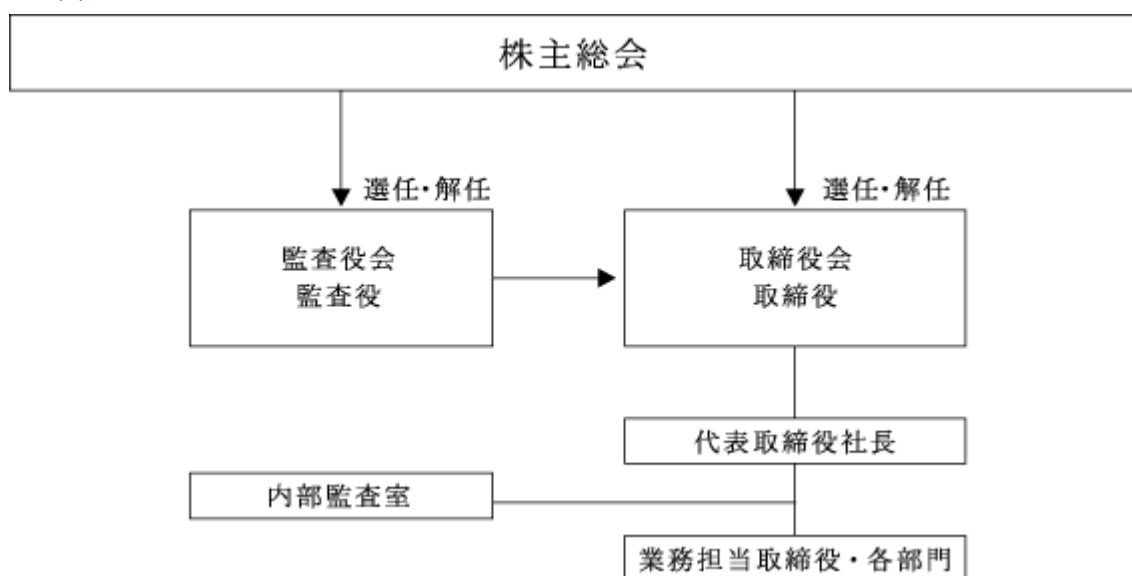 株主総会
選任・解任
選任・解任
監査役会
監査役
取締役会
取締役
代表取締役社長
内部監査室
業務担当取締役・各部門